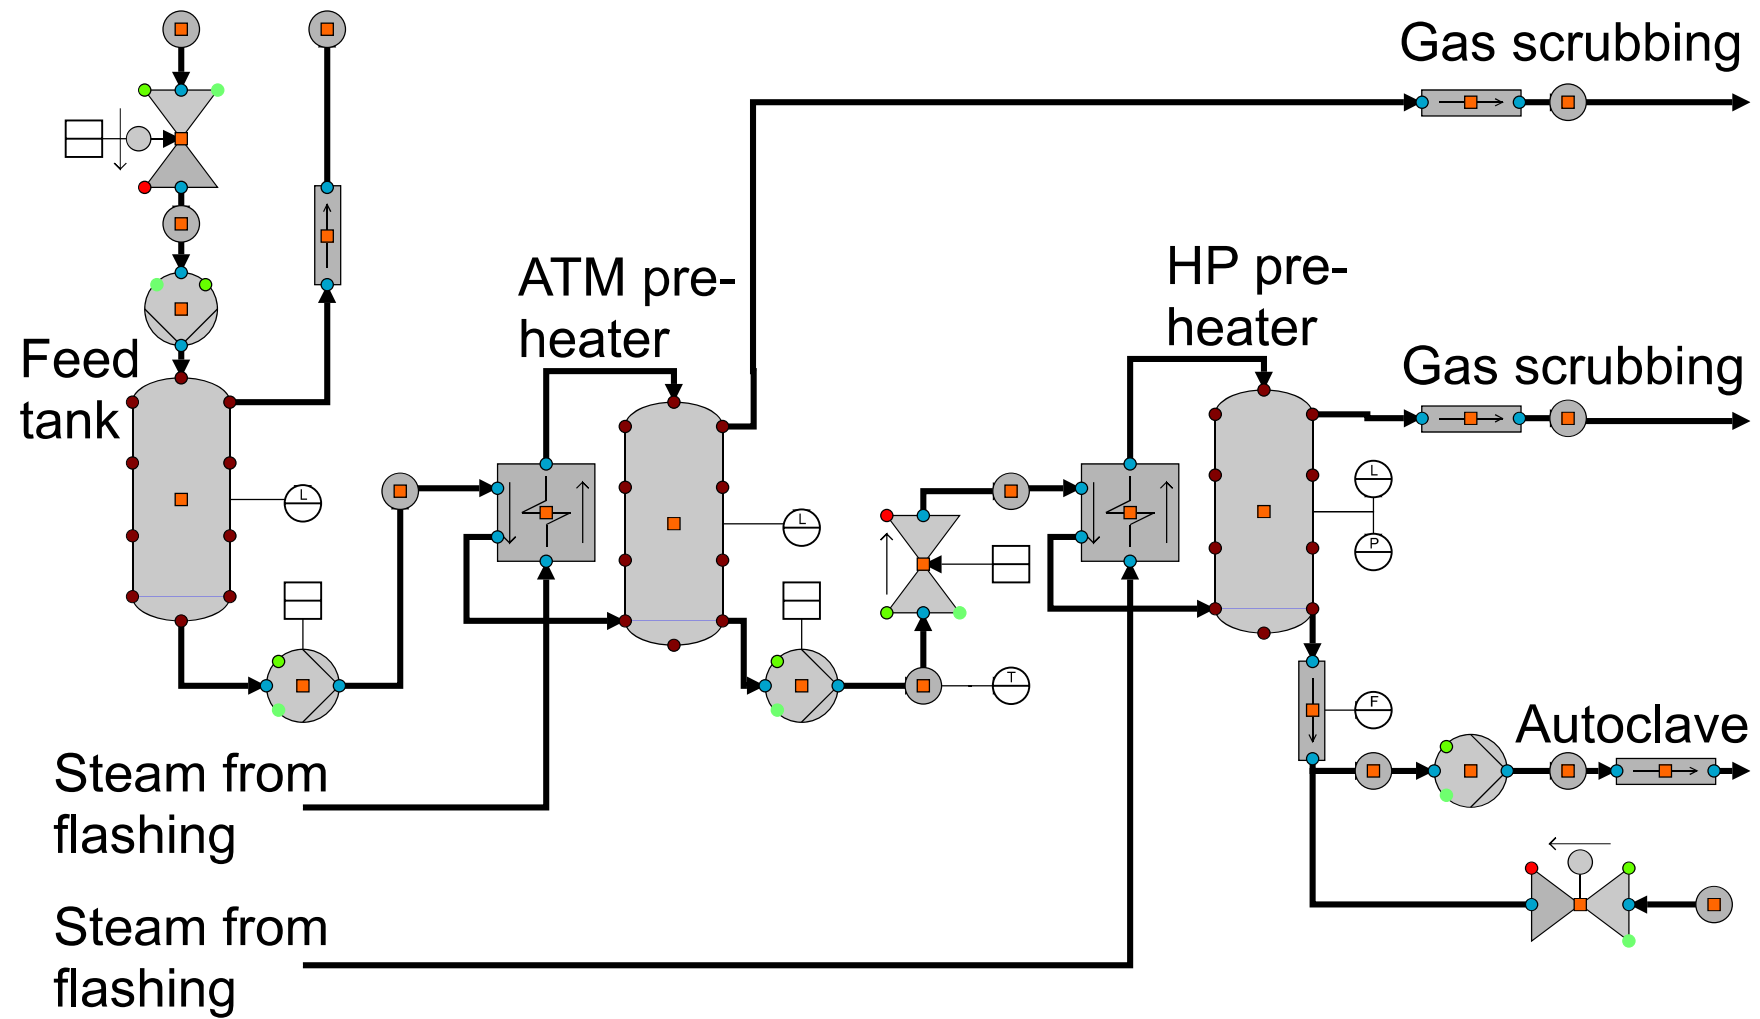 Gas scrubbing
ATM pre-
heater
HP pre-
heater
Feed
tank
Gas scrubbing
L
L
L
P
T
F
Autoclave
Steam from
flashing
Steam from
flashing